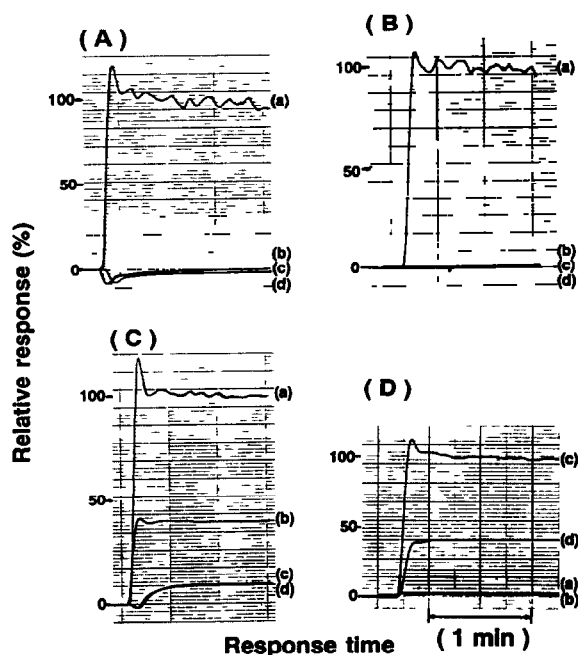 ( A )
100
50
0
(a)
(b)
(c)
(d)
( B )
100
50
0
(a)
(b)
(c)
(d)
( C )
100
50
0
(a)
(b)
(c)
(d)
( D )
100
50
0
(c)
(d)
(a)
(b)
( 1 min )
Relative response (%)
Response time